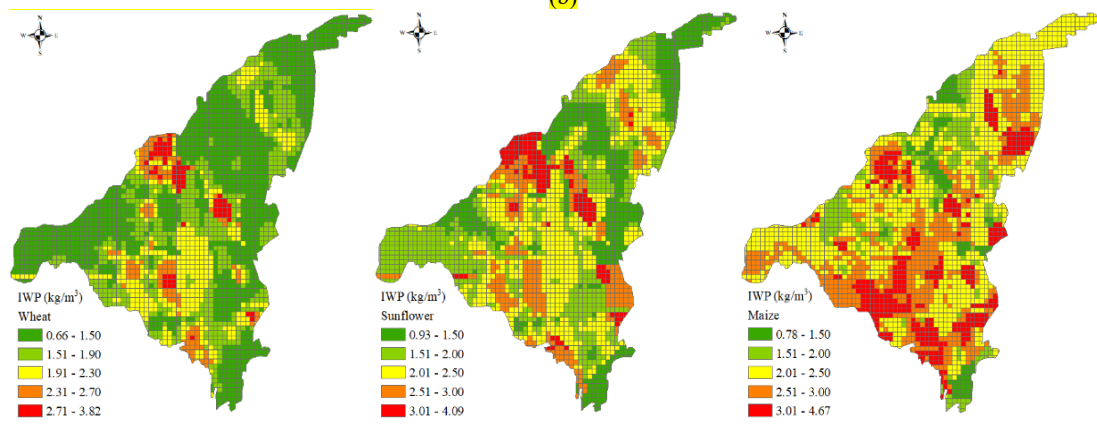 (b)
N
W E
S
N
W E
S
N
W E
S
IWP (kg/m³)
Wheat
0.66 - 1.50
1.51 - 1.90
1.91 - 2.30
2.31 - 2.70
2.71 - 3.82
IWP (kg/m³)
Sunflower
0.93 - 1.50
1.51 - 2.00
2.01 - 2.50
2.51 - 3.00
3.01 - 4.09
IWP (kg/m³)
Maize
0.78 - 1.50
1.51 - 2.00
2.01 - 2.50
2.51 - 3.00
3.01 - 4.67